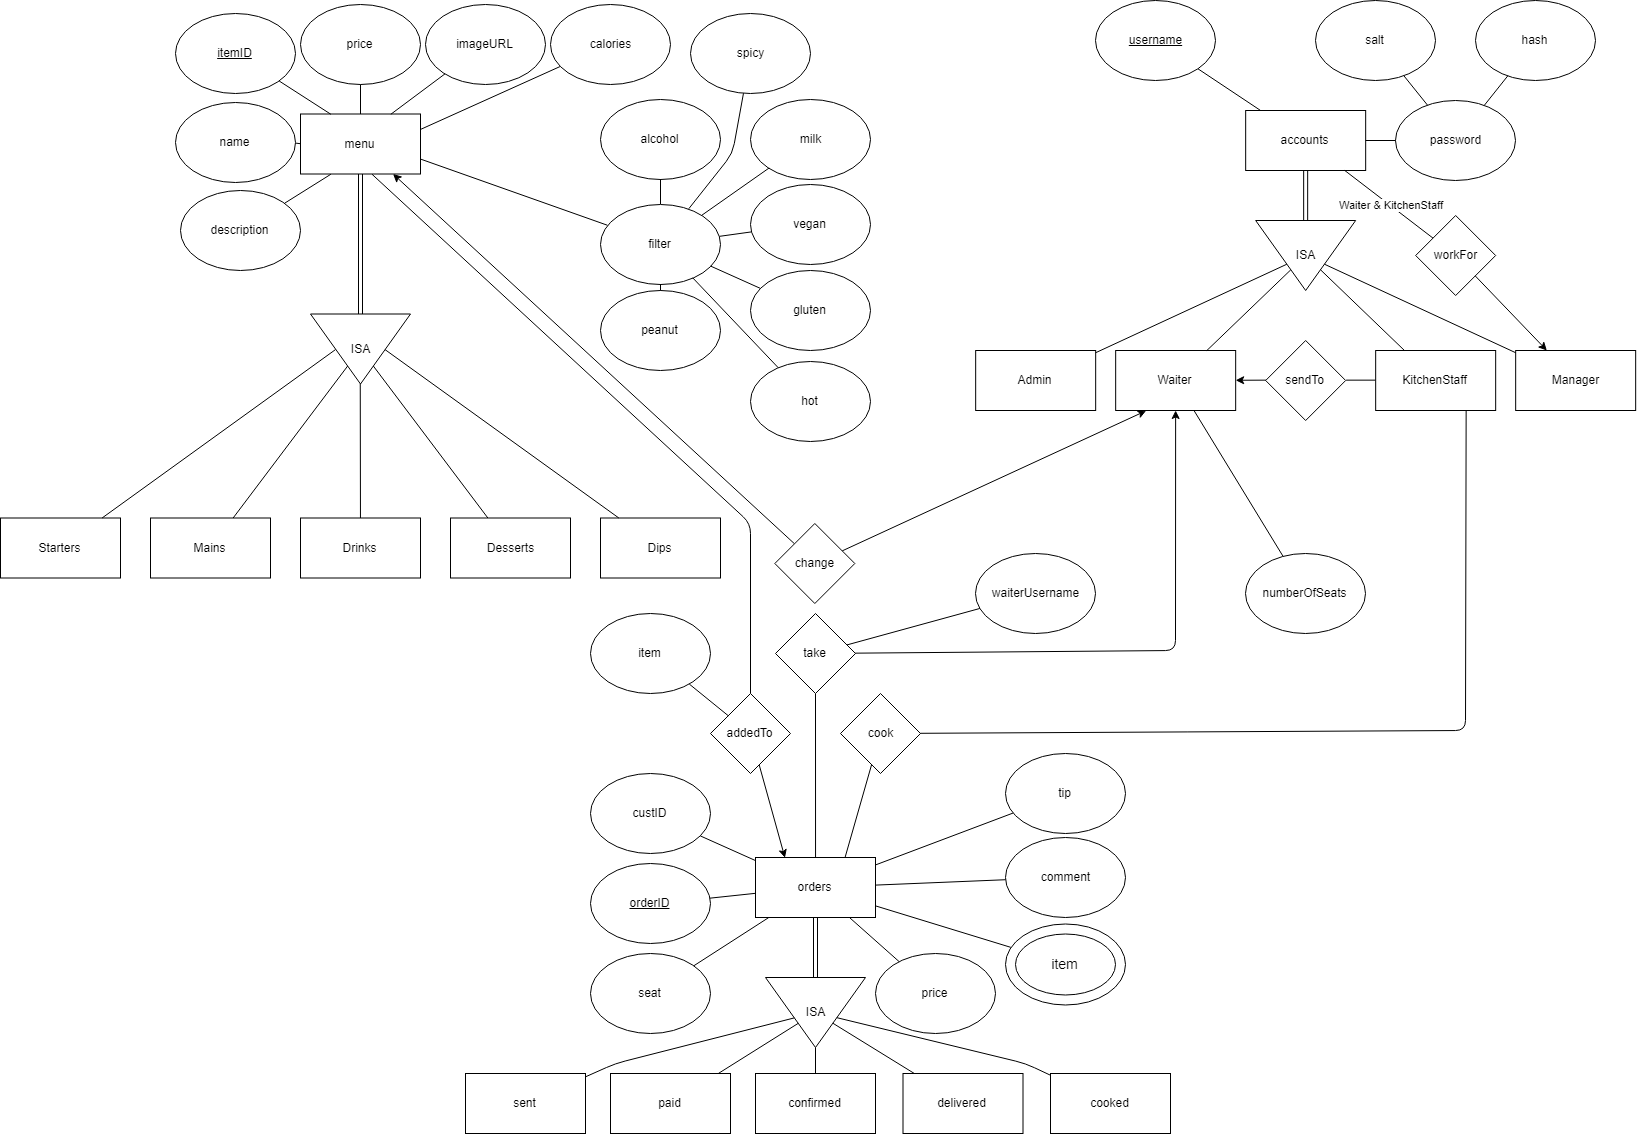 itemID
price
imageURL
calories
spicy
username
salt
hash
name
menu
alcohol
milk
accounts
password
description
filter
vegan
Waiter & KitchenStaff
ISA
workFor
peanut
gluten
ISA
hot
Admin
Waiter
sendTo
KitchenStaff
Manager
Starters
Mains
Drinks
Desserts
Dips
change
waiterUsername
numberOfSeats
item
take
addedTo
cook
custID
tip
orders
comment
orderID
item
seat
price
ISA
sent
paid
confirmed
delivered
cooked